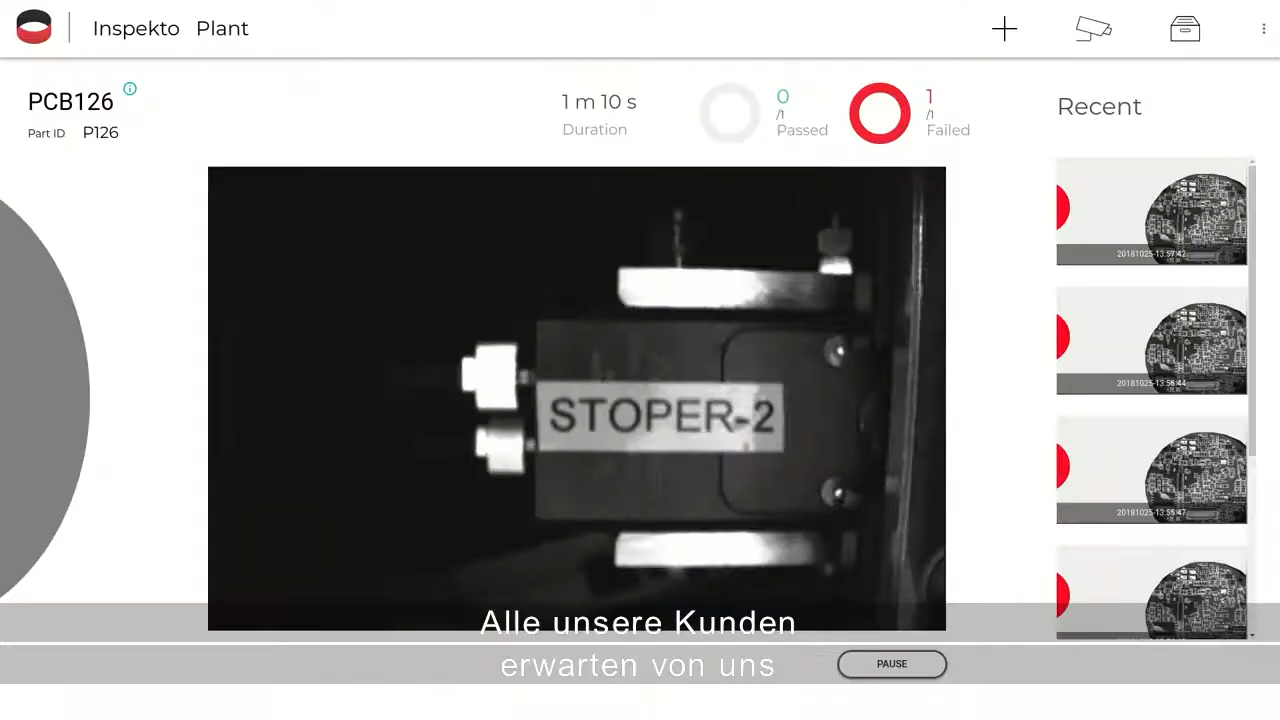 Inspekto Plant
PCB126
Part ID P126
1 m 10 s
Duration
0
/1
Passed
1
/1
Failed
Recent
20181025-13:57:42
20181025-13:56:44
20181025-13:55:47
STOPER-2
Alle unsere Kunden
erwarten von uns
PAUSE